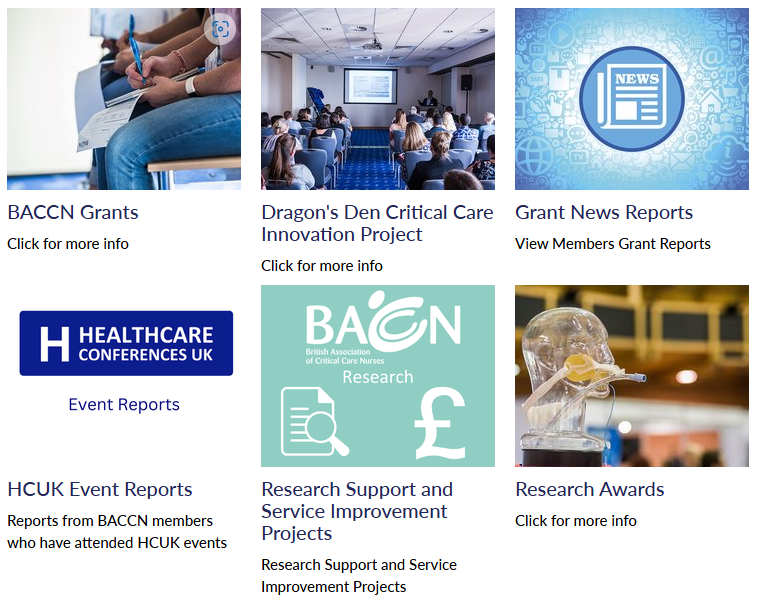 BACCN Grants
Click for more info
Dragon's Den Critical Care
Innovation Project
Click for more info
NEWS
Grant News Reports
View Members Grant Reports
H HEALTHCARE
CONFERENCES UK
Event Reports
HCUK Event Reports
Reports from BACCN members
who have attended HCUK events
BACCN
British Association
of Critical Care Nurses
Research
£
Research Support and
Service Improvement
Projects
Research Support and Service
Improvement Projects
Research Awards
Click for more info